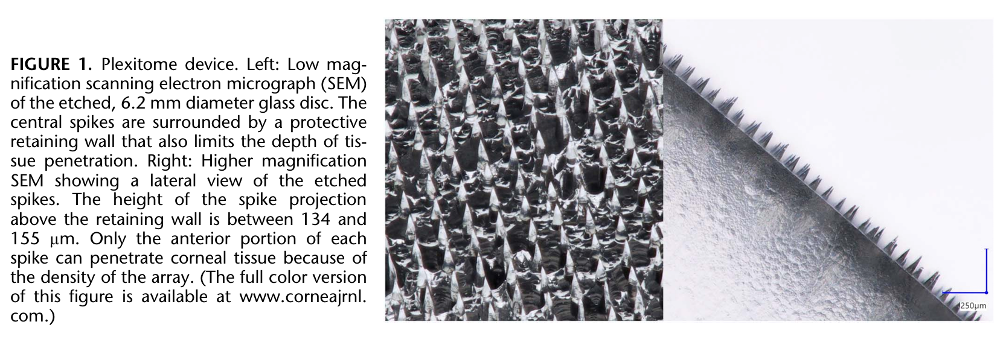 FIGURE 1. Plexitome device. Left: Low mag-
nification scanning electron micrograph (SEM)
of the etched, 6.2 mm diameter glass disc. The
central spikes are surrounded by a protective
retaining wall that also limits the depth of tis-
sue penetration. Right: Higher magnification
SEM showing a lateral view of the etched
spikes. The height of the spike projection
above the retaining wall is between 134 and
155 μm. Only the anterior portion of each
spike can penetrate corneal tissue because of
the density of the array. (The full color version
of this figure is available at www.corneajrnl.
com.)
250μm